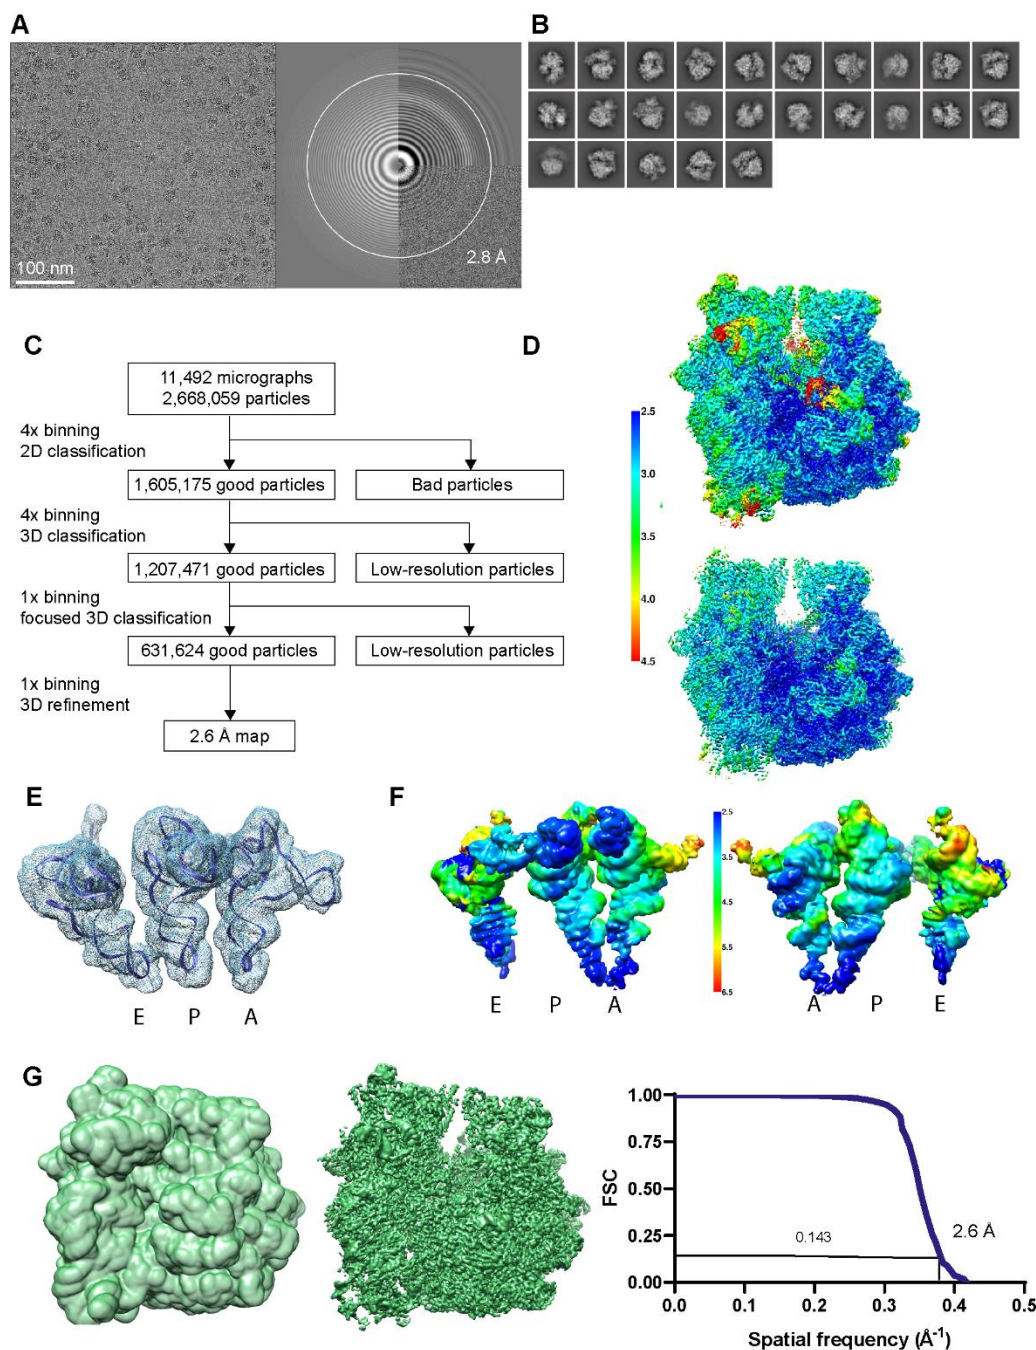 A
100 nm
2.8 Å
B
C
11,492 micrographs
2,668,059 particles
4x binning
2D classification
1,605,175 good particles
Bad particles
4x binning
3D classification
1,207,471 good particles
Low-resolution particles
1x binning
focused 3D classification
631,624 good particles
Low-resolution particles
1x binning
3D refinement
2.6 Å map
D
2.5
3.0
3.5
4.0
4.5
E
E P A
F
2.5
3.5
4.5
5.5
6.5
E P A
A P E
G
1.00
0.75
0.50
0.25
0.00
FSC
0.143
2.6 Å
0.0 0.1 0.2 0.3 0.4 0.5
Spatial frequency (Å-1)